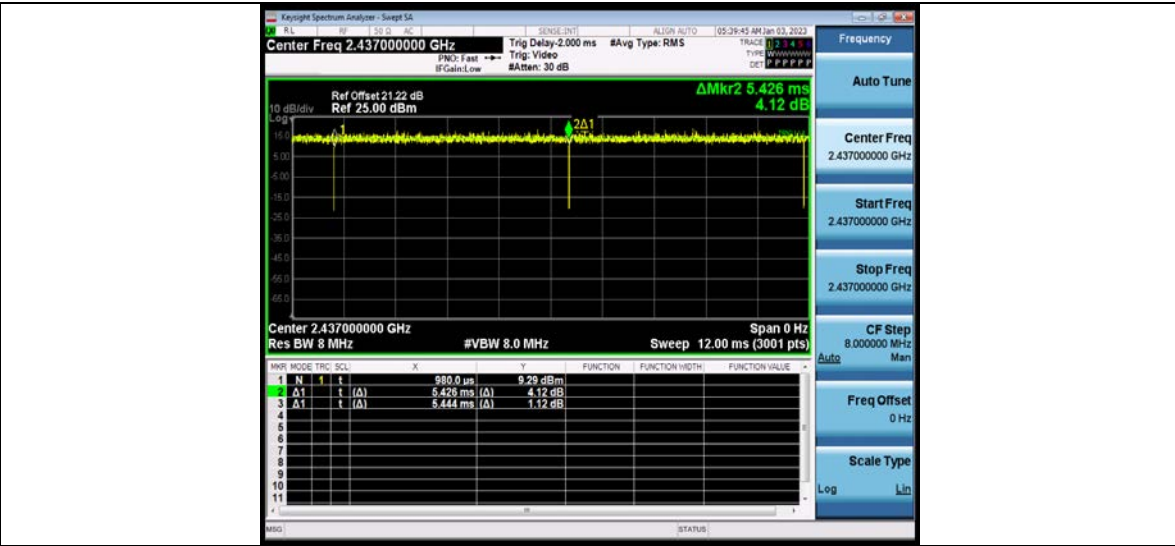 Keysight Spectrum Analyzer - Swept SA
RL RF 50 Ω AC SENSE:INT ALIGN AUTO 05:39:45 AM Jan 03, 2023
Center Freq 2.437000000 GHz Trig Delay-2.000 ms #Avg Type: RMS TRACE 1 2 3 4 5 6
PNO: Fast Trig: Video TYPE WWWWWW
IFGain:Low #Atten: 30 dB DET P P P P P P
Ref Offset 21.22 dB ΔMkr2 5.426 ms
10 dB/div Ref 25.00 dBm 4.12 dB
Log
15.0
5.00
-5.00
-15.0
-25.0
-35.0
-45.0
-55.0
-65.0
1
2Δ1
Center 2.437000000 GHz Span 0 Hz
Res BW 8 MHz #VBW 8.0 MHz Sweep 12.00 ms (3001 pts)
MKR MODE TRC SCL X Y FUNCTION FUNCTION WIDTH FUNCTION VALUE
1 N 1 t 980.0 µs 9.29 dBm
2 Δ1 t (Δ) 5.426 ms (Δ) 4.12 dB
3 Δ1 t (Δ) 5.444 ms (Δ) 1.12 dB
4
5
6
7
8
9
10
11
MSG STATUS
Frequency
Auto Tune
Center Freq
2.437000000 GHz
Start Freq
2.437000000 GHz
Stop Freq
2.437000000 GHz
CF Step
8.000000 MHz
Auto Man
Freq Offset
0 Hz
Scale Type
Log Lin